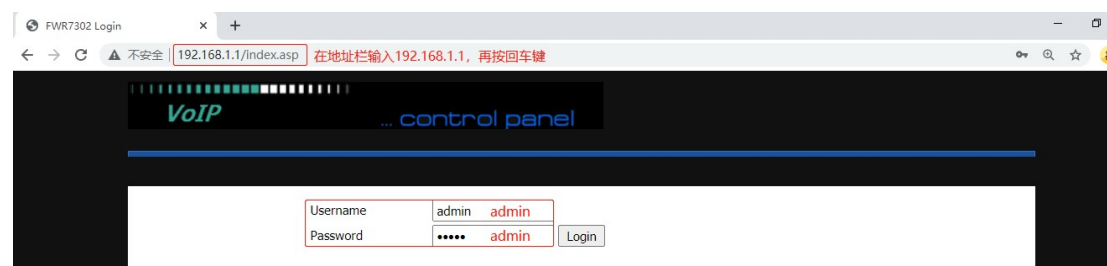 FWR7302 Login
不安全 192.168.1.1/index.asp 在地址栏输入192.168.1.1，再按回车键
VoIP ... control panel
Username admin admin
Password ••••• admin Login